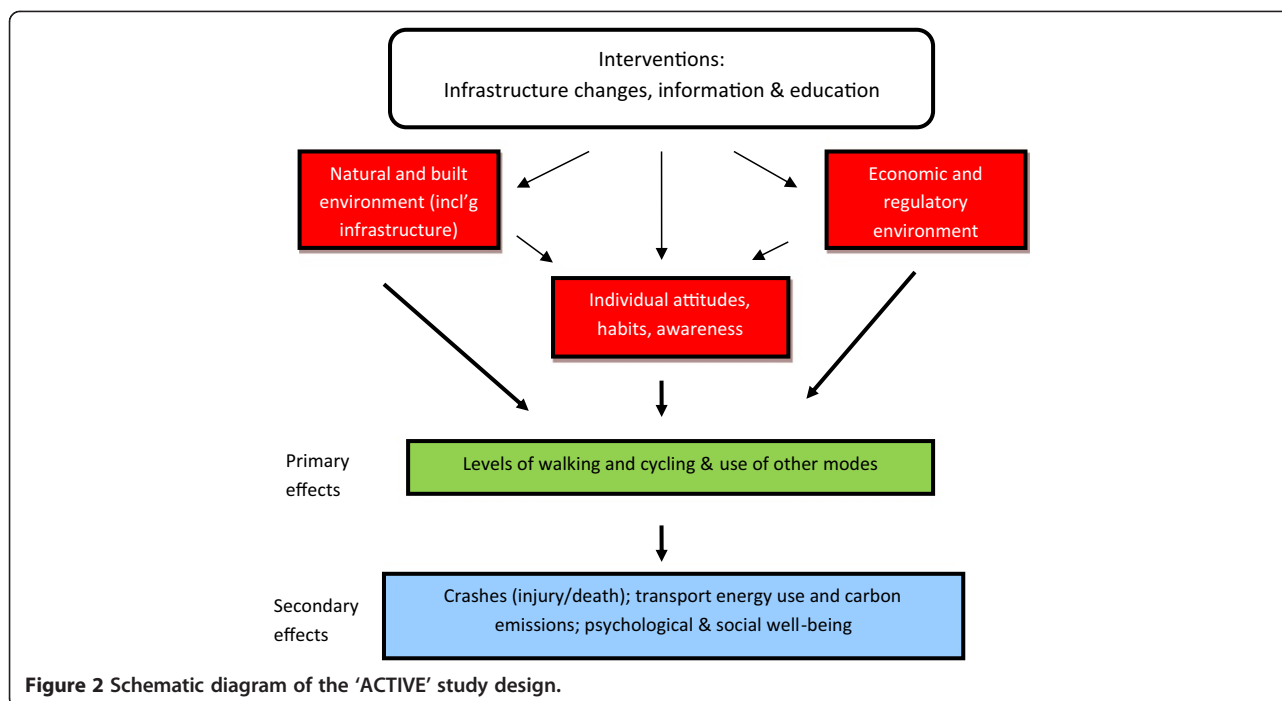 Interventions:
Infrastructure changes, information & education
Natural and built
environment (incl’g
infrastructure)
Economic and
regulatory
environment
Individual attitudes,
habits, awareness
Primary
effects
Levels of walking and cycling & use of other modes
Secondary
effects
Crashes (injury/death); transport energy use and carbon
emissions; psychological & social well-being
Figure 2 Schematic diagram of the ‘ACTIVE’ study design.